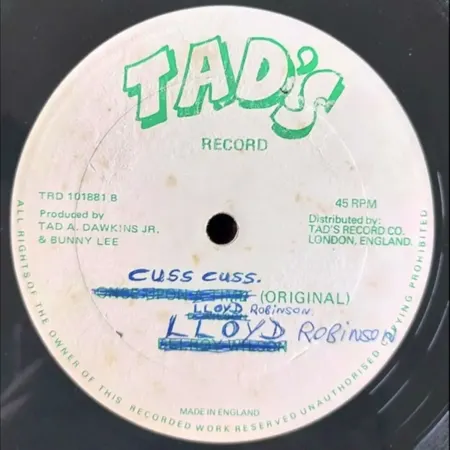 TAD'S
RECORD
TRD 101881 B
Produced by
TAD A. DAWKINS JR.
& BUNNY LEE
45 RPM
Distributed by:
TAD'S RECORD CO.
LONDON, ENGLAND.
CUSS CUSS.
(ORIGINAL)
LLOYD ROBINSON.
LLOYD ROBINSON
MADE IN ENGLAND
ALL RIGHTS OF THE OWNER OF THIS RECORDED WORK RESERVED UNAUTHORISED COPYING PROHIBITED